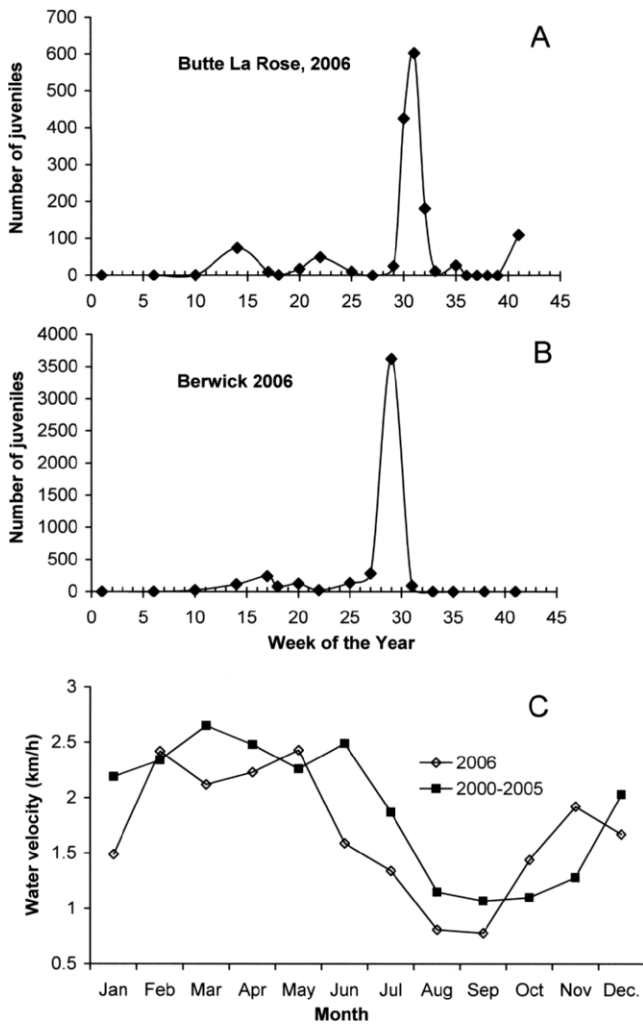 A
Butte La Rose, 2006
Number of juveniles
700
600
500
400
300
200
100
0
0 5 10 15 20 25 30 35 40 45
B
Berwick 2006
Number of juveniles
4000
3500
3000
2500
2000
1500
1000
500
0
0 5 10 15 20 25 30 35 40 45
Week of the Year
C
2006
2000-2005
Water velocity (km/h)
3
2.5
2
1.5
1
0.5
Jan Feb Mar Apr May Jun Jul Aug Sep Oct Nov Dec.
Month